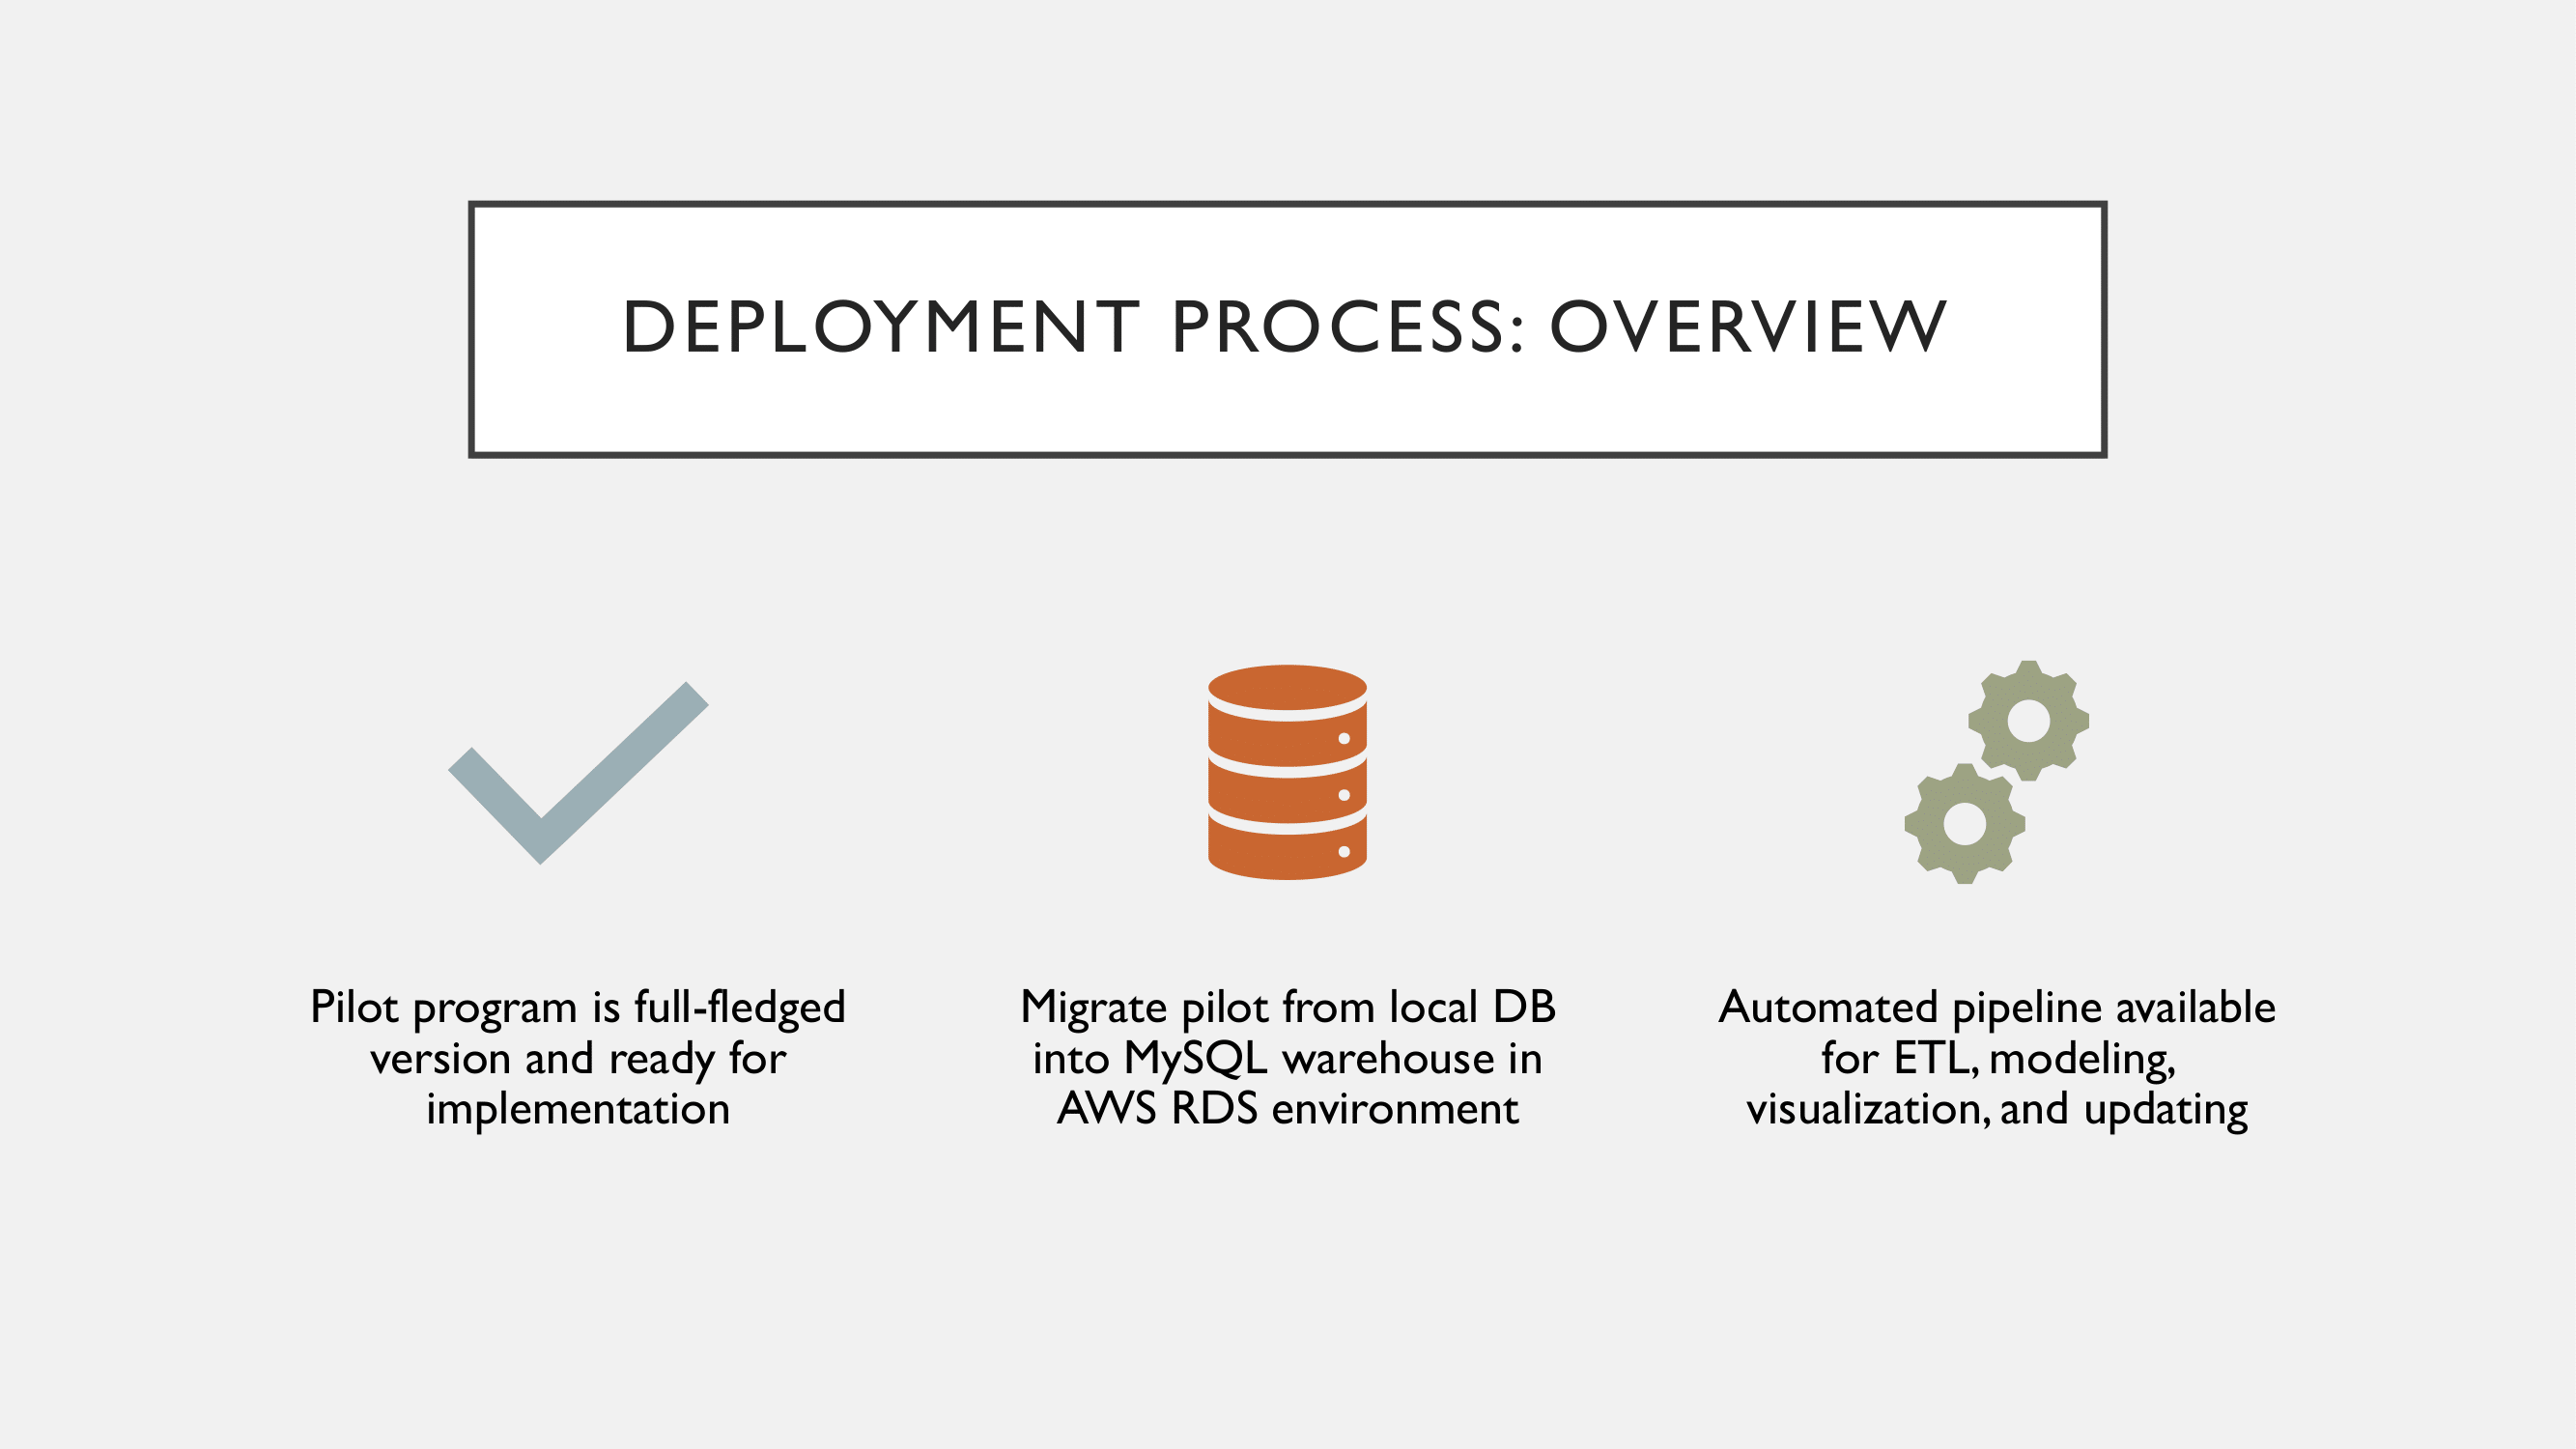 DEPLOYMENT PROCESS: OVERVIEW
Pilot program is full-fledged
version and ready for
implementation
Migrate pilot from local DB
into MySQL warehouse in
AWS RDS environment
Automated pipeline available
for ETL, modeling,
visualization, and updating